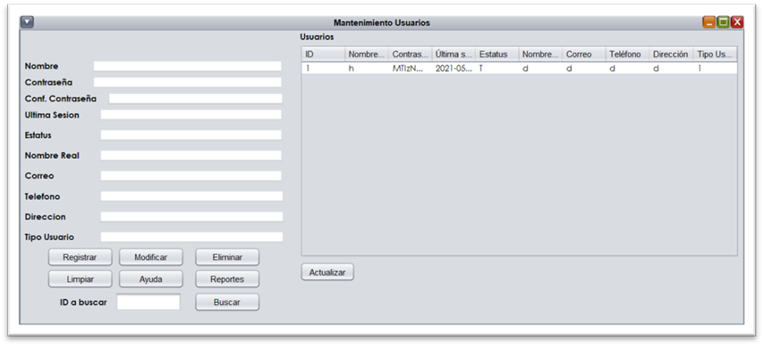 Mantenimiento Usuarios
Usuarios
ID Nombre... Contras... Última s... Estatus Nombre... Correo Teléfono Dirección Tipo Us...
1 h MTIzN... 2021-05... T d d d d 1
Nombre
Contraseña
Conf. Contraseña
Ultima Sesion
Estatus
Nombre Real
Correo
Telefono
Direccion
Tipo Usuario
Registrar Modificar Eliminar
Limpiar Ayuda Reportes
ID a buscar Buscar
Actualizar